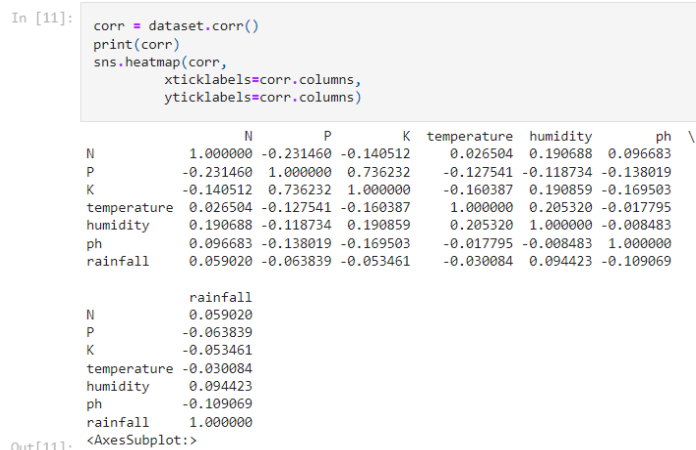 In [11]:
corr = dataset.corr()
print(corr)
sns.heatmap(corr,
        xticklabels=corr.columns,
        yticklabels=corr.columns)
                    N         P         K  temperature  humidity        ph  \
N            1.000000 -0.231460 -0.140512     0.026504  0.190688  0.096683
P           -0.231460  1.000000  0.736232    -0.127541 -0.118734 -0.138019
K           -0.140512  0.736232  1.000000    -0.160387  0.190859 -0.169503
temperature  0.026504 -0.127541 -0.160387     1.000000  0.205320 -0.017795
humidity     0.190688 -0.118734  0.190859     0.205320  1.000000 -0.008483
ph           0.096683 -0.138019 -0.169503    -0.017795 -0.008483  1.000000
rainfall     0.059020 -0.063839 -0.053461    -0.030084  0.094423 -0.109069
             rainfall
N            0.059020
P           -0.063839
K           -0.053461
temperature -0.030084
humidity     0.094423
ph          -0.109069
rainfall     1.000000
Out[11]: <AxesSubplot:>